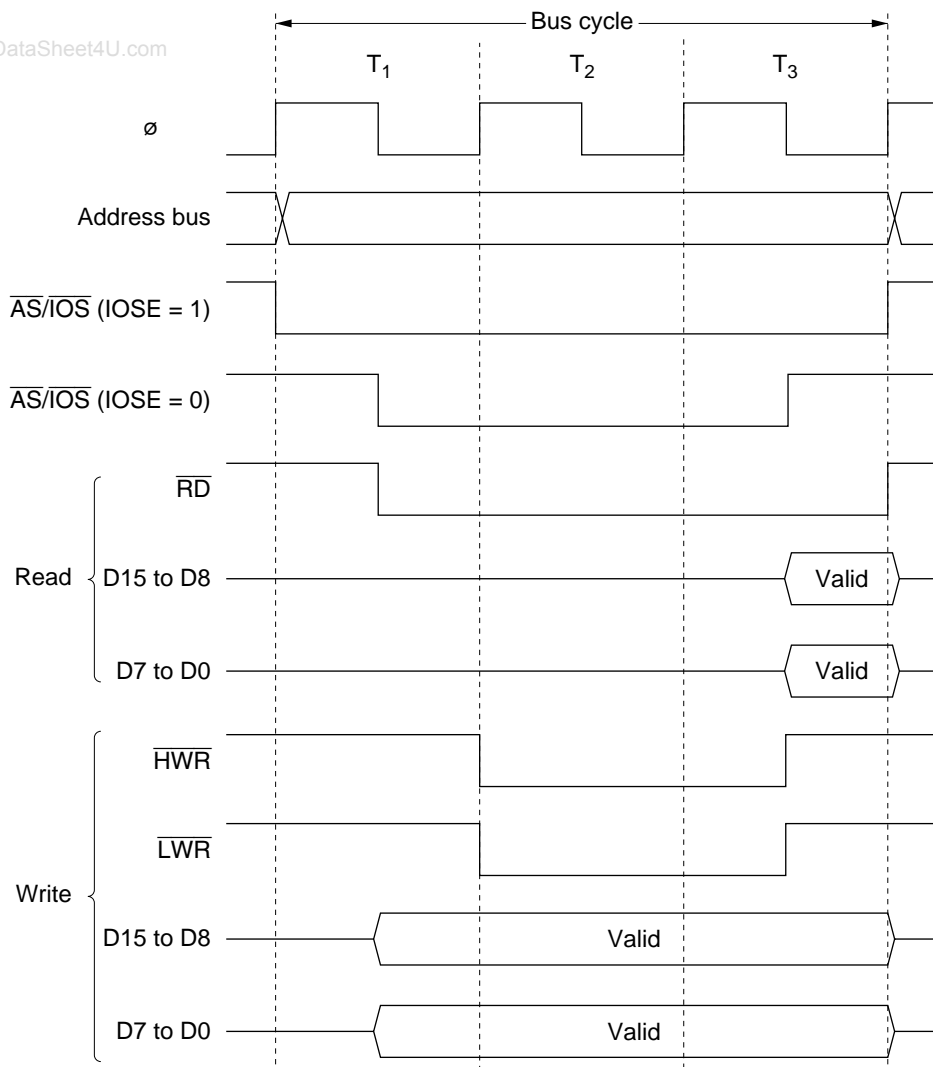 Bus cycle
DataSheet4U.com
T1 T2 T3
ø
Address bus
AS/IOS (IOSE = 1)
AS/IOS (IOSE = 0)
RD
Read
D15 to D8
Valid
D7 to D0
Valid
HWR
LWR
Write
D15 to D8
Valid
D7 to D0
Valid